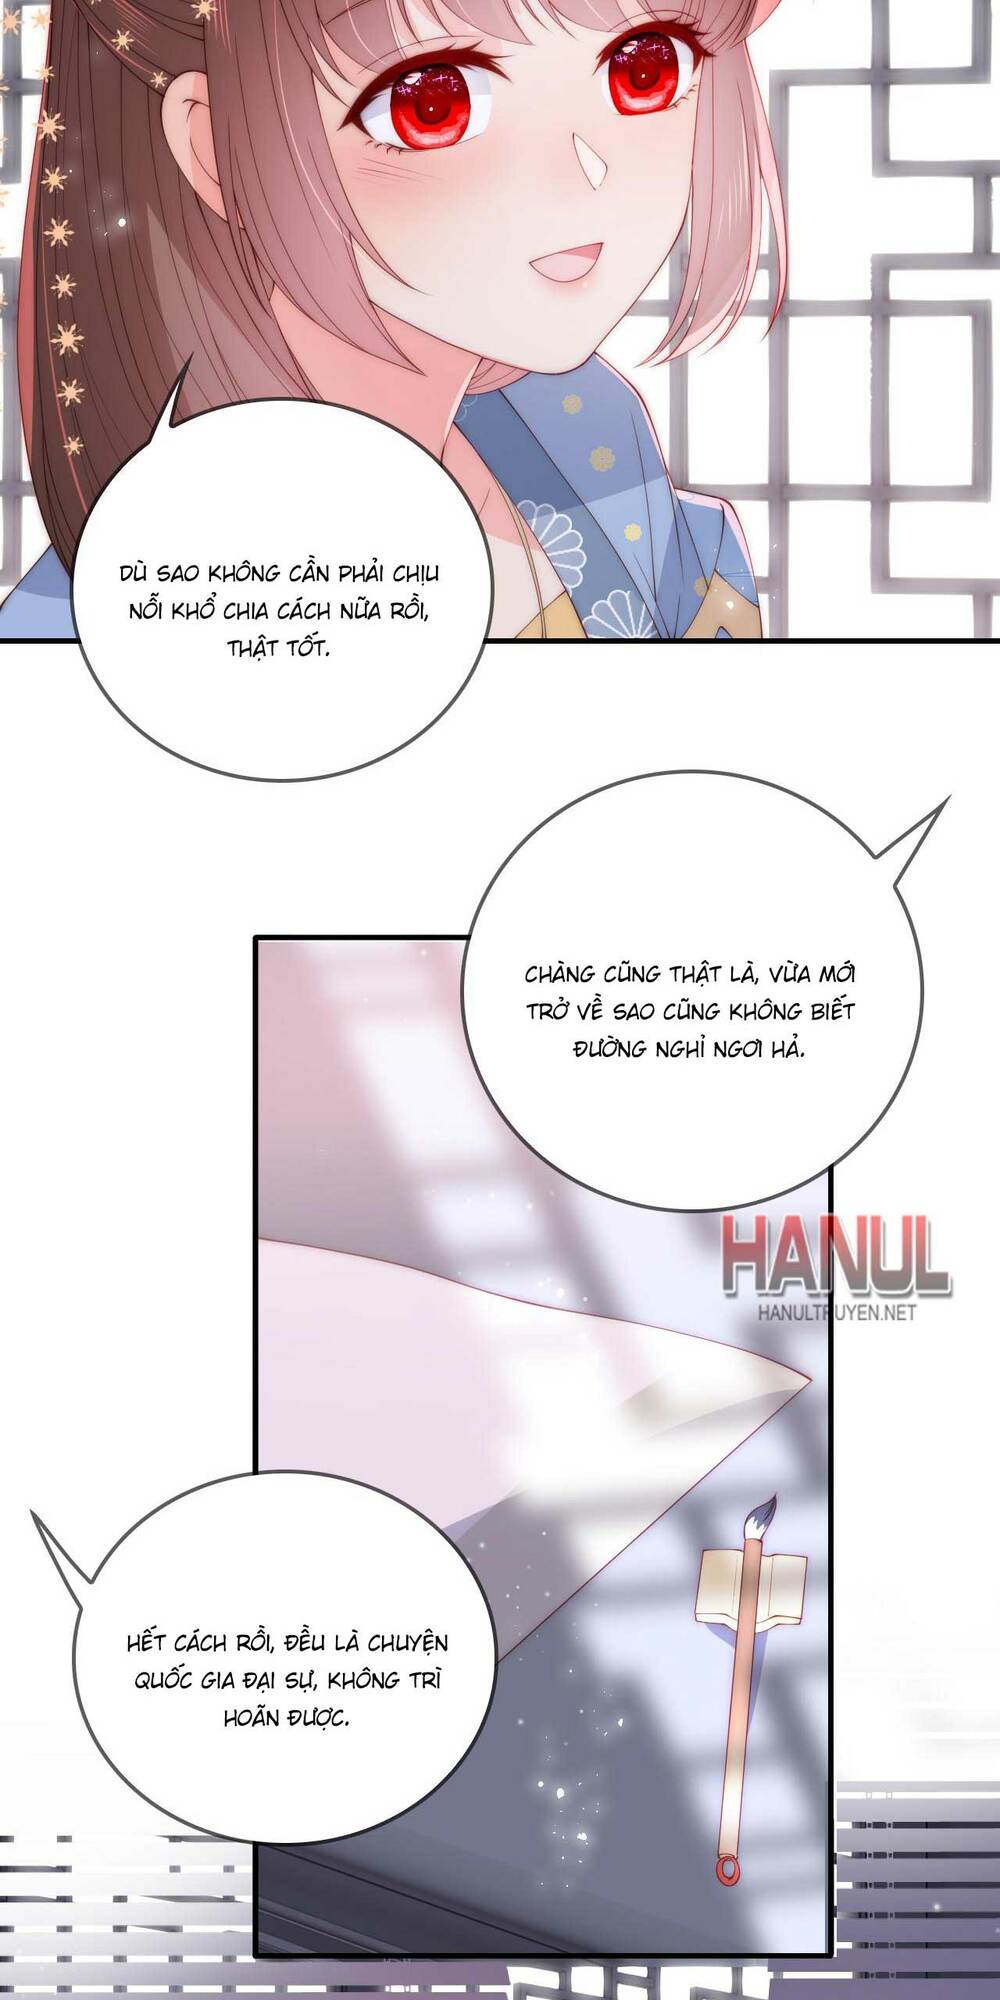 DÙ SAO KHÔNG CẦN PHẢI CHỊU
NỖI KHỔ CHIA CÁCH NỮA RỒI,
THẬT TỐT.
CHÀNG CŨNG THẬT LÀ, VỪA MỚI
TRỞ VỀ SAO CŨNG KHÔNG BIẾT
ĐƯỜNG NGHỈ NGƠI HẢ.
HANUL
HANULTRUYEN.NET
HẾT CÁCH RỒI, ĐỀU LÀ CHUYỆN
QUỐC GIA ĐẠI SỰ, KHÔNG TRÌ
HOÃN ĐƯỢC.